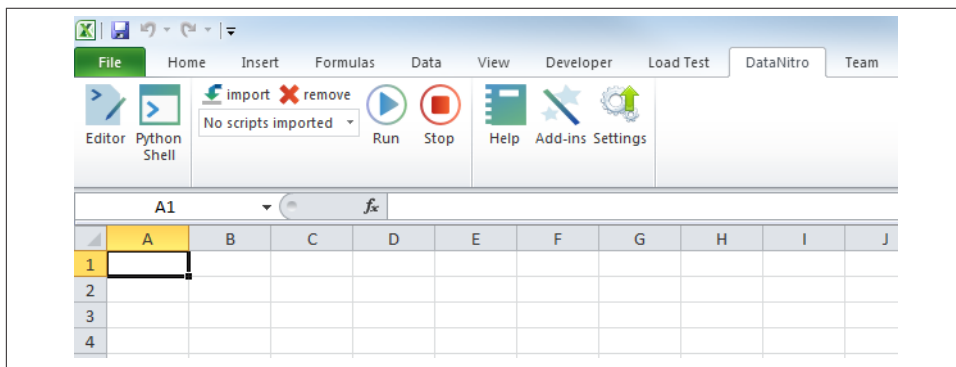 File Home Insert Formulas Data View Developer Load Test DataNitro Team
import remove
No scripts imported
Editor Python Shell Run Stop Help Add-ins Settings
A1 fx
A B C D E F G H I J
1
2
3
4